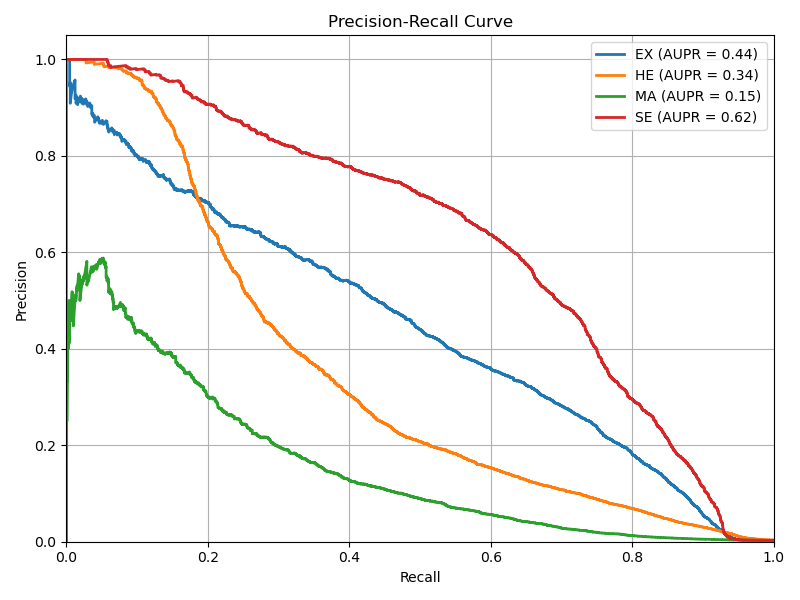 Precision-Recall Curve
EX (AUPR = 0.44)
HE (AUPR = 0.34)
MA (AUPR = 0.15)
SE (AUPR = 0.62)
Precision
1.0
0.8
0.6
0.4
0.2
0.0
0.0 0.2 0.4 0.6 0.8 1.0
Recall